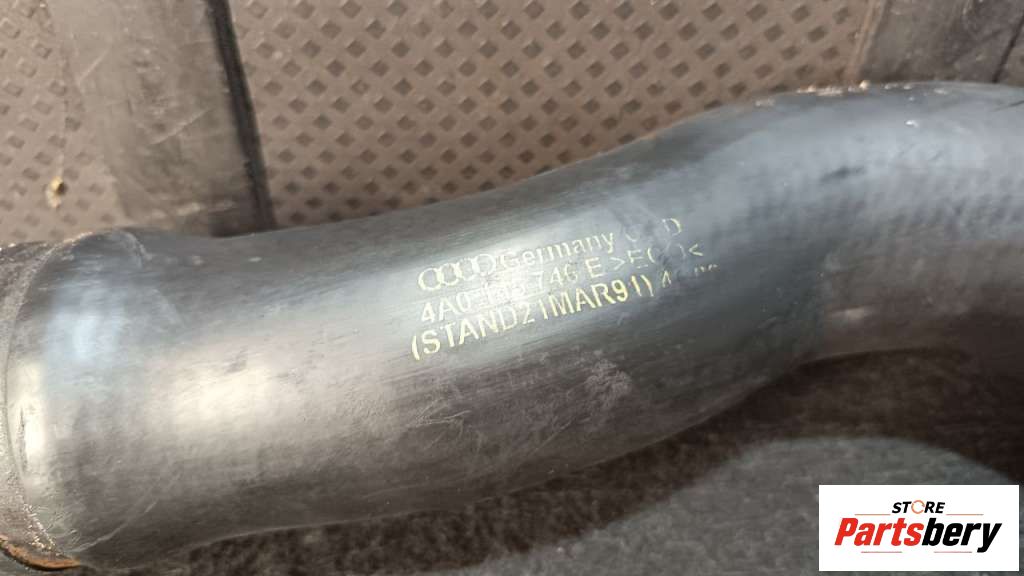 Germany
4A0 746 E
(STAND21MAR91)
STORE
Partsbery